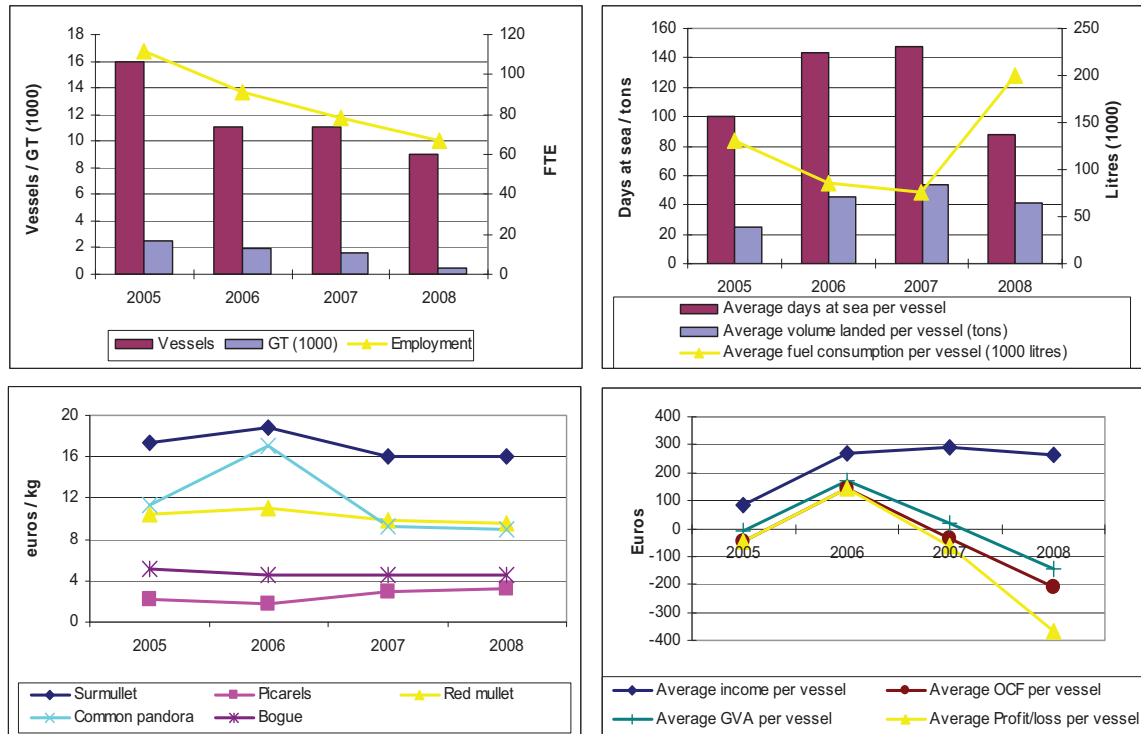 18
16
14
12
10
8
6
4
2
0
Vessels / GT (1000)
120
100
80
60
40
20
0
FTE
2005 2006 2007 2008
Vessels GT (1000) Employment
160
140
120
100
80
60
40
20
0
Days at sea / tons
250
200
150
100
50
0
Litres (1000)
2005 2006 2007 2008
Average days at sea per vessel
Average volume landed per vessel (tons)
Average fuel consumption per vessel (1000 litres)
20
16
12
8
4
0
euros / kg
2005 2006 2007 2008
Surmullet Picarels Red mullet
Common pandora Bogue
400
300
200
100
0
-100
-200
-300
-400
Euros
2005 2006 2007 2008
Average income per vessel Average OCF per vessel
Average GVA per vessel Average Profit/loss per vessel